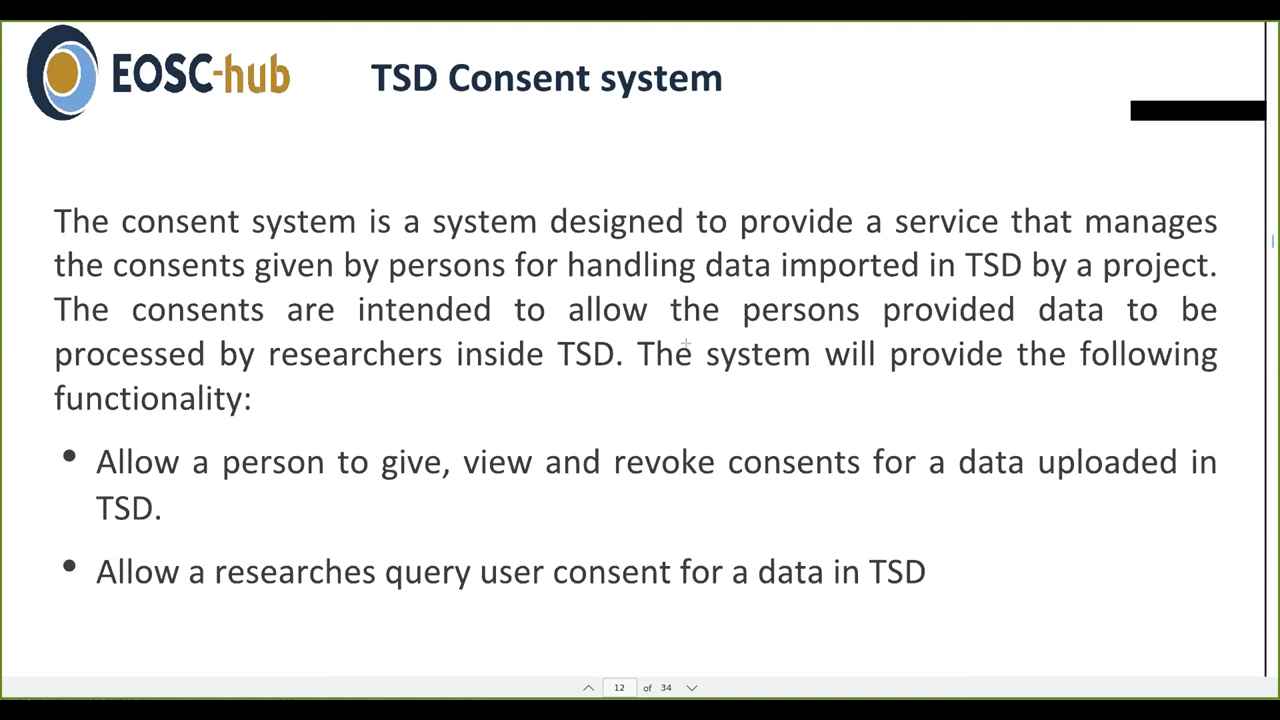 EOSC-hub
TSD Consent system
The consent system is a system designed to provide a service that manages
the consents given by persons for handling data imported in TSD by a project.
The consents are intended to allow the persons provided data to be
processed by researchers inside TSD. The system will provide the following
functionality:
• Allow a person to give, view and revoke consents for a data uploaded in
TSD.
• Allow a researches query user consent for a data in TSD
12 of 34